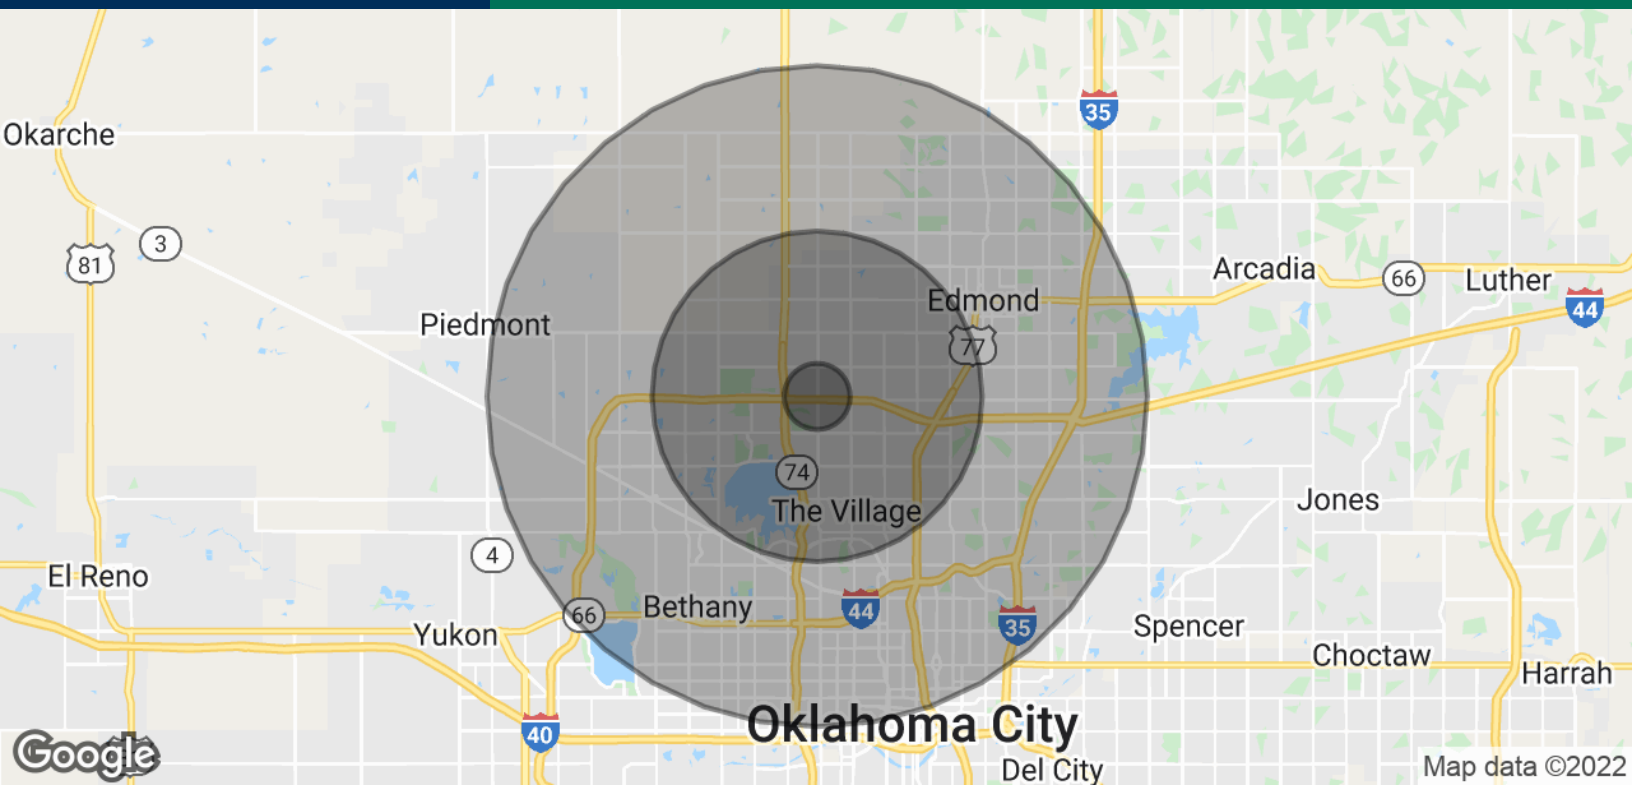 35
Okarche
3
81
Arcadia
66
Luther
Edmond
44
Piedmont
77
74
Jones
The Village
4
El Reno
66
Bethany
44
35
Spencer
Yukon
Choctaw
Harrah
Oklahoma City
40
Google
Del City
Map data ©2022